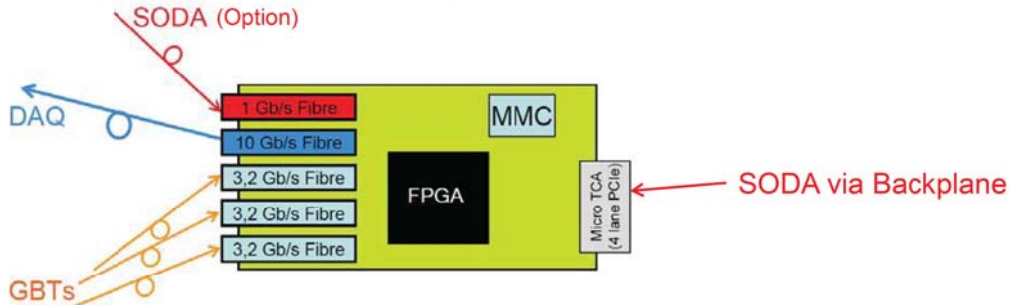 SODA (Option)
DAQ
1 Gb/s Fibre
10 Gb/s Fibre
3,2 Gb/s Fibre
3,2 Gb/s Fibre
3,2 Gb/s Fibre
GBTs
MMC
FPGA
Micro TCA
(4 lane PCIe)
SODA via Backplane